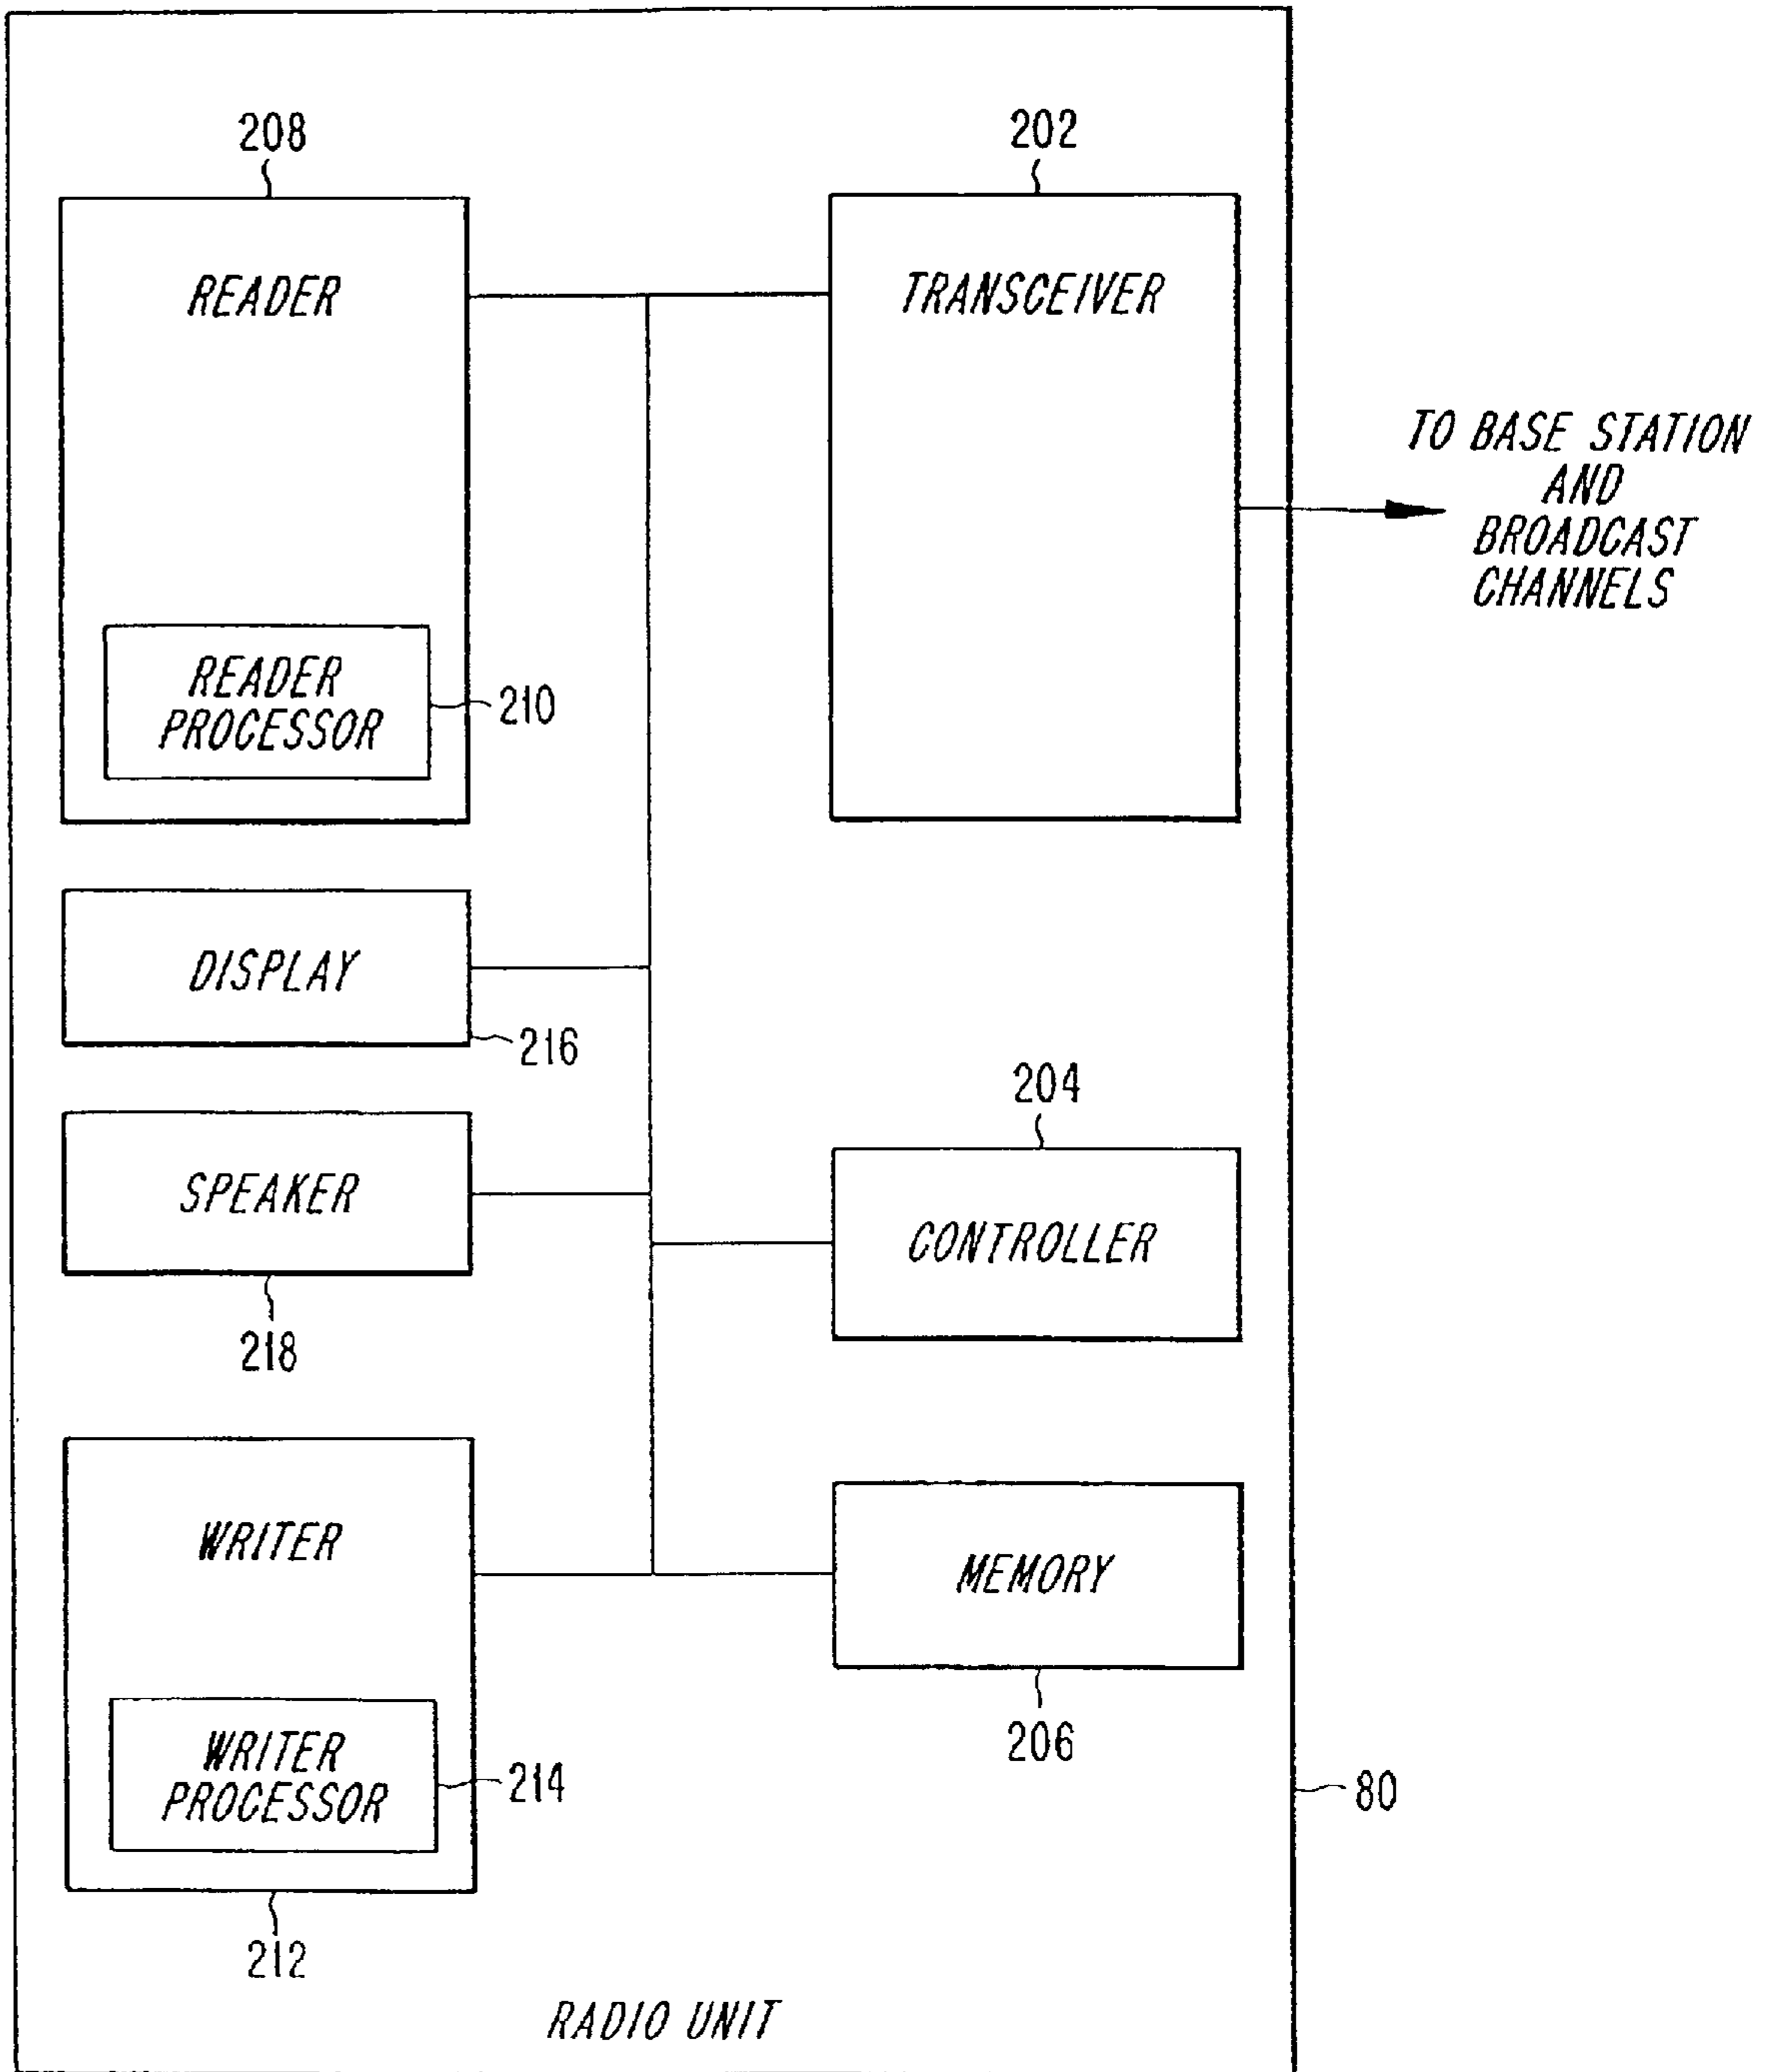 208
202
READER
TRANSCEIVER
TO BASE STATION
AND
BROADCAST
CHANNELS
READER
PROCESSOR
210
DISPLAY
216
204
SPEAKER
CONTROLLER
218
WRITER
MEMORY
206
WRITER
PROCESSOR
214
80
212
RADIO UNIT